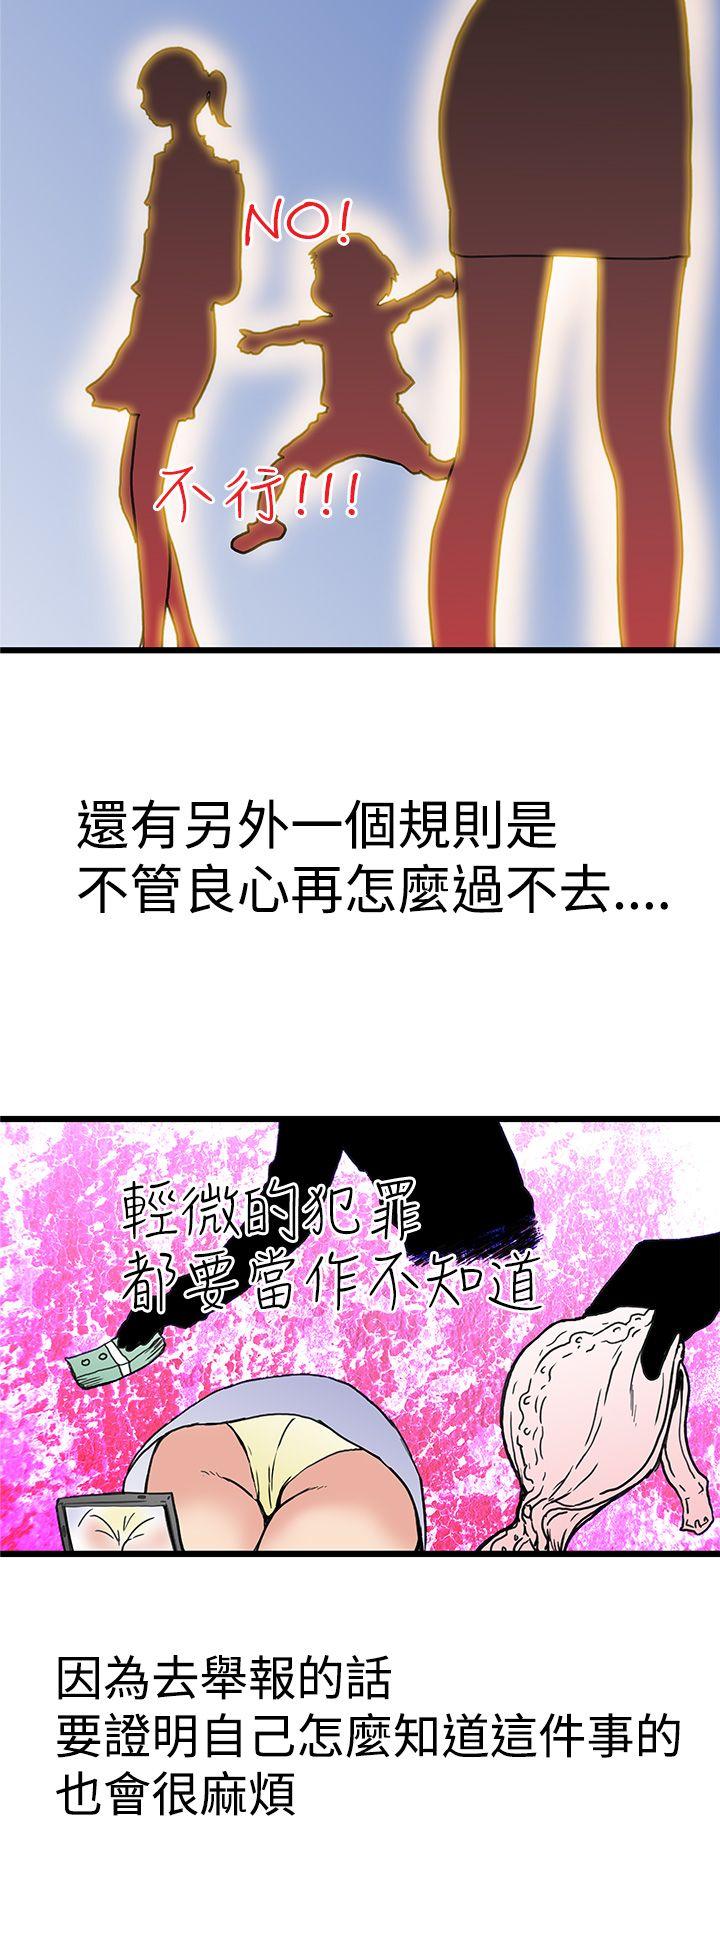 NO!
不行!!!
還有另外一個規則是
不管良心再怎麼過不去....
輕微的犯罪
都要當作不知道
因為去舉報的話
要證明自己怎麼知道這件事的
也會很麻煩